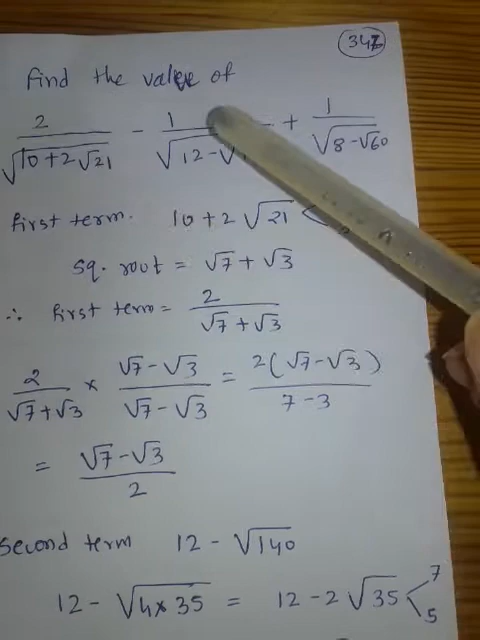 347
Find the value of
2/√(10+2√21) - 1/√(12-√1 + 1/√(8-√60)
First term. 10+2√21 <
Sq. root = √7+√3
∴ First term = 2/(√7+√3)
2/(√7+√3) × (√7-√3)/(√7-√3) = 2(√7-√3)/(7-3)
= (√7-√3)/2
Second term 12-√140
12-√(4×35) = 12-2√35 < 7 5